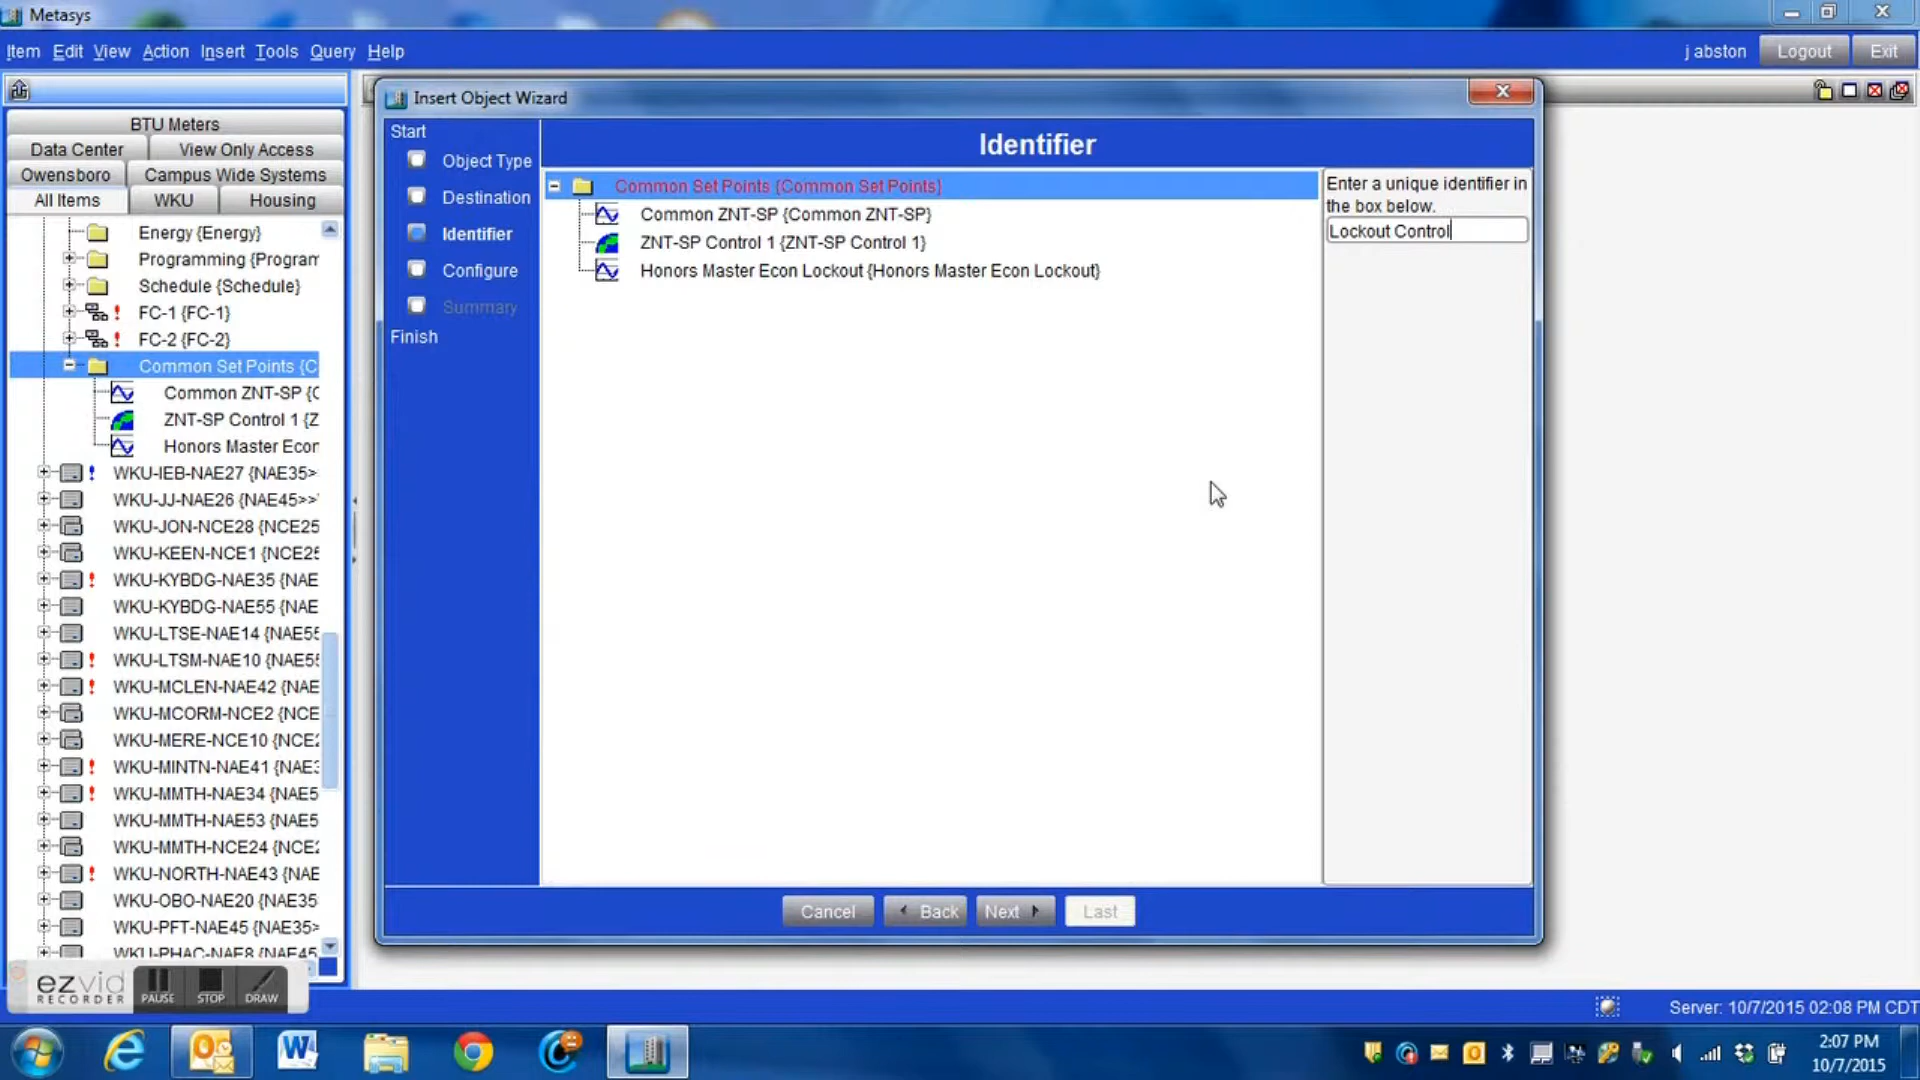 Metasys
Item Edit View Action Insert Tools Query Help
j abston Logout Exit
BTU Meters
Data Center View Only Access
Owensboro Campus Wide Systems
All Items WKU Housing
Energy {Energy}
Programming {Program
Schedule {Schedule}
FC-1 {FC-1}
FC-2 {FC-2}
Common Set Points {C
Common ZNT-SP {C
ZNT-SP Control 1 {Z
Honors Master Econ
WKU-IEB-NAE27 {NAE35>
WKU-JJ-NAE26 {NAE45>>
WKU-JON-NCE28 {NCE25
WKU-KEEN-NCE1 {NCE25
WKU-KYBDG-NAE35 {NAE
WKU-KYBDG-NAE55 {NAE
WKU-LTSE-NAE14 {NAE55
WKU-LTSM-NAE10 {NAE55
WKU-MCLEN-NAE42 {NAE
WKU-MCORM-NCE2 {NCE
WKU-MERE-NCE10 {NCE2
WKU-MINTN-NAE41 {NAE3
WKU-MMTH-NAE34 {NAE5
WKU-MMTH-NAE53 {NAE5
WKU-MMTH-NCE24 {NCE2
WKU-NORTH-NAE43 {NAE
WKU-OBO-NAE20 {NAE35
WKU-PFT-NAE45 {NAE35>
WKU-PHAC-NAE8 {NAE45
Insert Object Wizard
Start
Object Type
Destination
Identifier
Configure
Summary
Finish
Identifier
Common Set Points {Common Set Points}
Common ZNT-SP {Common ZNT-SP}
ZNT-SP Control 1 {ZNT-SP Control 1}
Honors Master Econ Lockout {Honors Master Econ Lockout}
Enter a unique identifier in
the box below.
Lockout Control
Cancel Back Next Last
ezvid
RECORDER
PAUSE STOP DRAW
Server: 10/7/2015 02:08 PM CDT
2:07 PM
10/7/2015